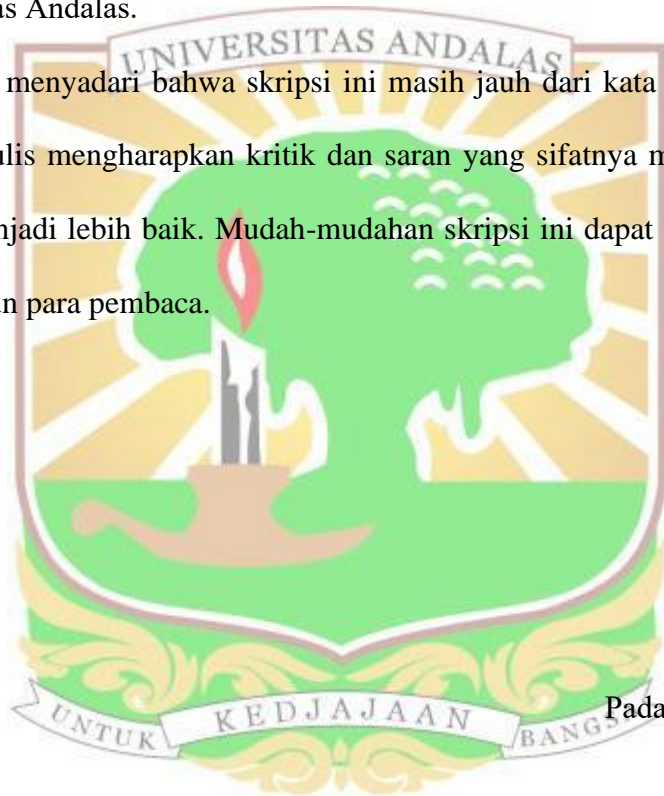 as Andalas.
UNIVERSITAS ANDALAS
menyadari bahwa skripsi ini masih jauh dari kata
ulis mengharapkan kritik dan saran yang sifatnya m
njadi lebih baik. Mudah-mudahan skripsi ini dapat
n para pembaca.
UNTUK KEDJAJAAN BANGS
Pada